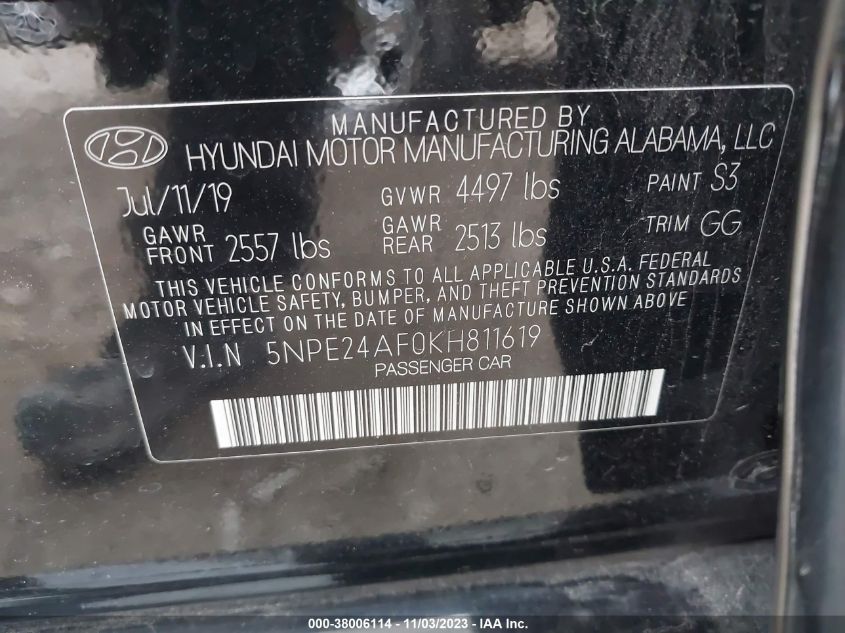 MANUFACTURED BY
HYUNDAI MOTOR MANUFACTURING ALABAMA, LLC
Jul/11/19 GVWR 4497 lbs PAINT S3
GAWR FRONT 2557 lbs GAWR REAR 2513 lbs TRIM GG
THIS VEHICLE CONFORMS TO ALL APPLICABLE U.S.A. FEDERAL
MOTOR VEHICLE SAFETY, BUMPER, AND THEFT PREVENTION STANDARDS
IN EFFECT ON THE DATE OF MANUFACTURE SHOWN ABOVE
V.I.N 5NPE24AF0KH811619
PASSENGER CAR
000-38006114 - 11/03/2023 - IAA Inc.